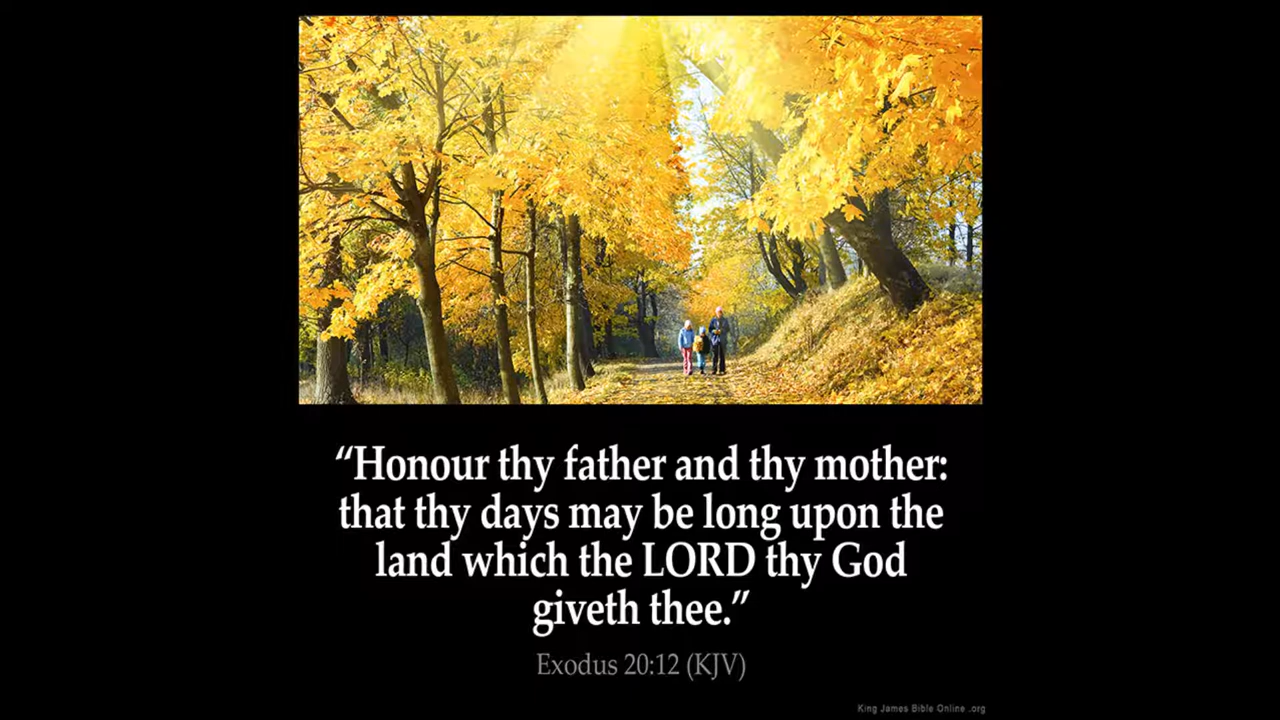 “Honour thy father and thy mother:
that thy days may be long upon the
land which the LORD thy God
giveth thee.”
Exodus 20:12 (KJV)
King James Bible Online .org